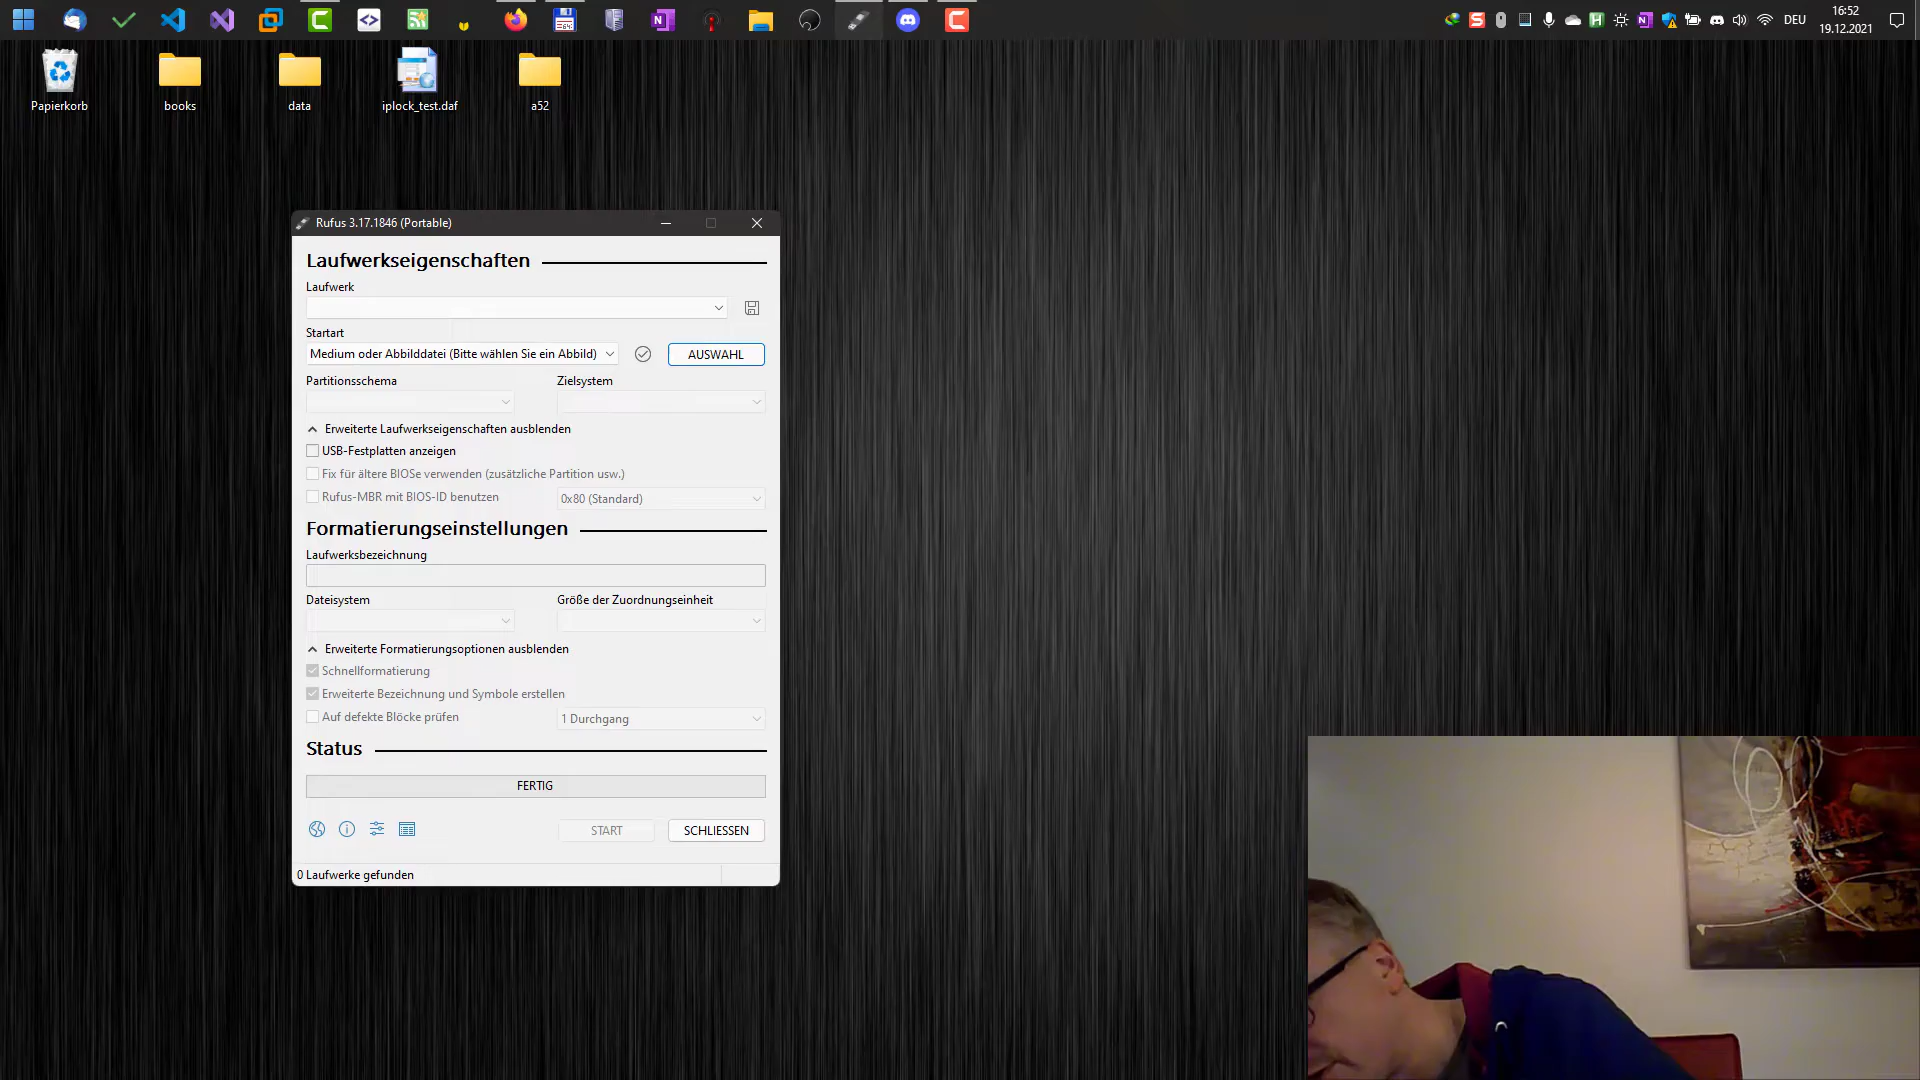 DEU
16:52
19.12.2021
Papierkorb
books
data
iplock_test.daf
a52
Rufus 3.17.1846 (Portable)
Laufwerkseigenschaften
Laufwerk
Startart
Medium oder Abbilddatei (Bitte wählen Sie ein Abbild)
AUSWAHL
Partitionsschema
Zielsystem
Erweiterte Laufwerkseigenschaften ausblenden
USB-Festplatten anzeigen
Fix für ältere BIOSe verwenden (zusätzliche Partition usw.)
Rufus-MBR mit BIOS-ID benutzen
0x80 (Standard)
Formatierungseinstellungen
Laufwerksbezeichnung
Dateisystem
Größe der Zuordnungseinheit
Erweiterte Formatierungsoptionen ausblenden
Schnellformatierung
Erweiterte Bezeichnung und Symbole erstellen
Auf defekte Blöcke prüfen
1 Durchgang
Status
FERTIG
START
SCHLIESSEN
0 Laufwerke gefunden